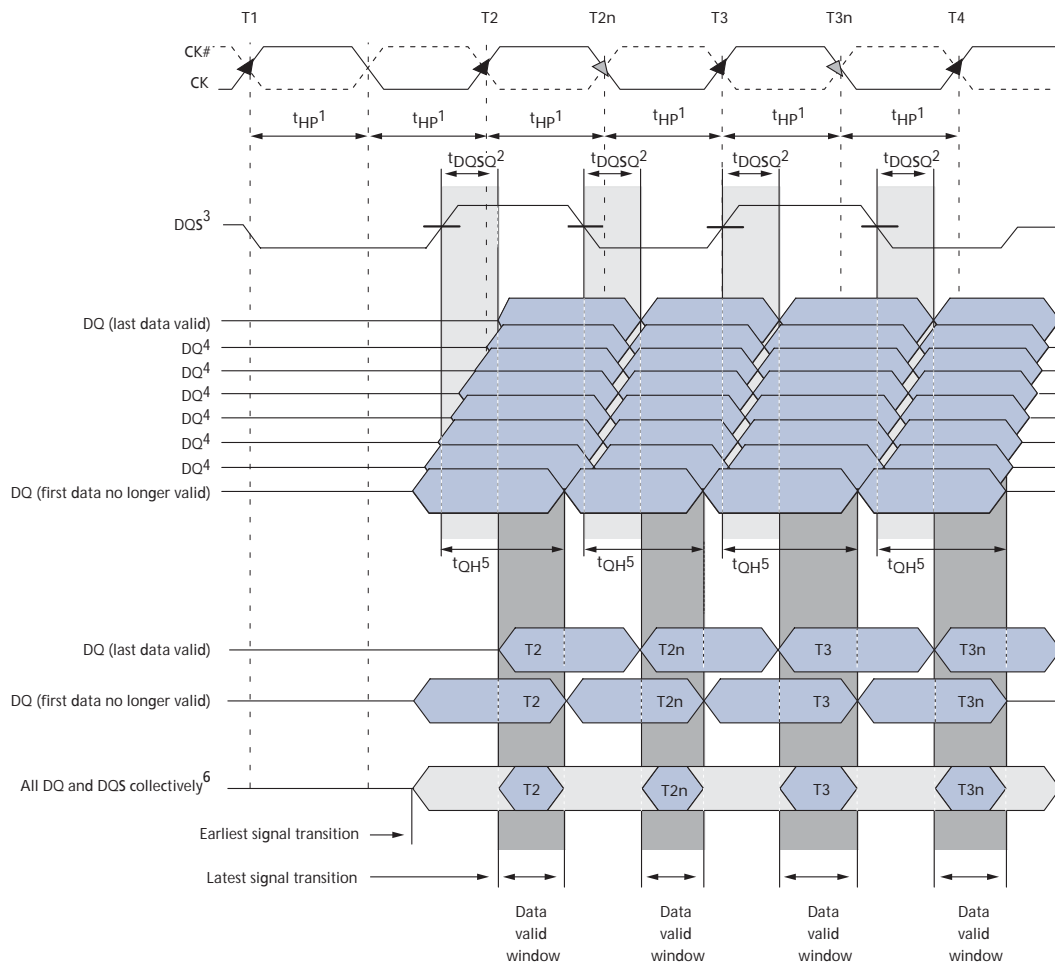 T1 T2 T2n T3 T3n T4
CK#
CK
tHP1 tHP1 tHP1 tHP1 tHP1 tHP1
tDQSQ2 tDQSQ2 tDQSQ2 tDQSQ2
DQS3
DQ (last data valid)
DQ4
DQ4
DQ4
DQ4
DQ4
DQ4
DQ (first data no longer valid)
tQH5 tQH5 tQH5 tQH5
DQ (last data valid) T2 T2n T3 T3n
DQ (first data no longer valid) T2 T2n T3 T3n
All DQ and DQS collectively6 T2 T2n T3 T3n
Earliest signal transition
Latest signal transition
Data valid window
Data valid window
Data valid window
Data valid window